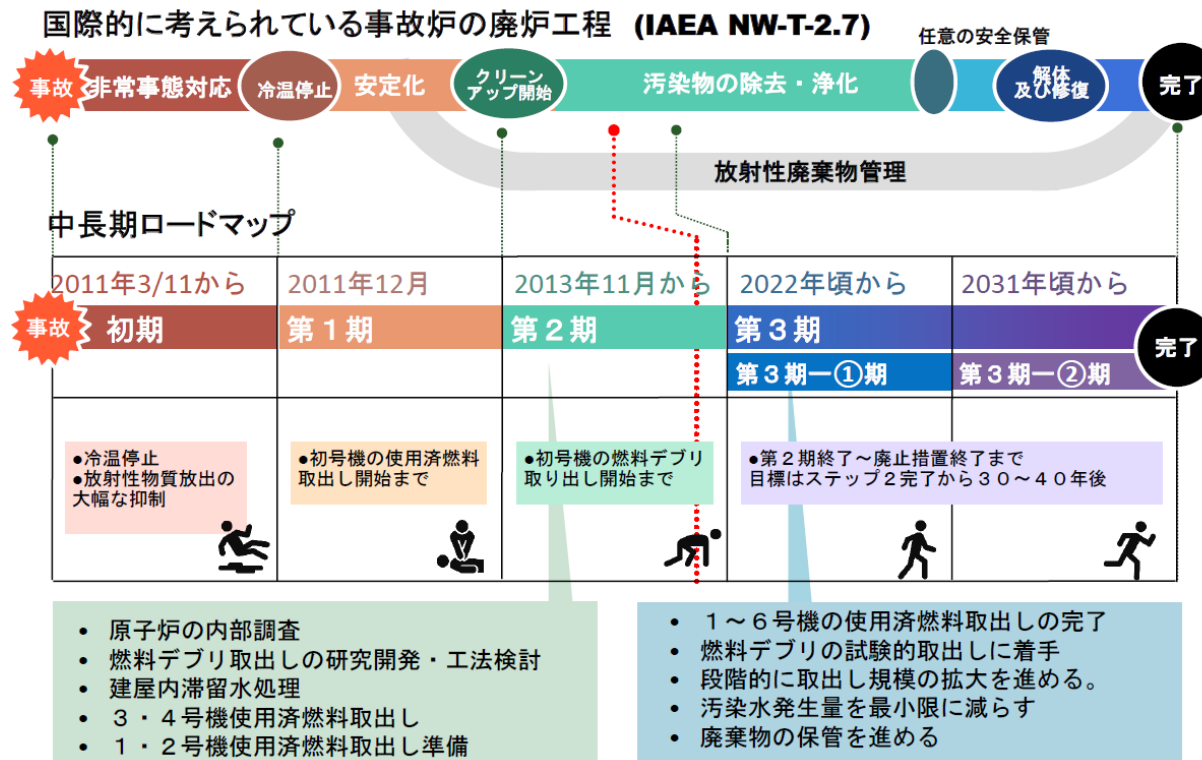 国際的に考えられている事故炉の廃炉工程 (IAEA NW-T-2.7)
任意の安全保管
事故
非常事態対応
冷温停止
安定化
クリーン
アップ開始
汚染物の除去・浄化
解体
及び修復
完了
放射性廃棄物管理
中長期ロードマップ
2011年3/11から
2011年12月
2013年11月から
2022年頃から
2031年頃から
事故
初期
第1期
第2期
第3期
完了
第3期ー①期
第3期ー②期
●冷温停止
●放射性物質放出の
大幅な抑制
●初号機の使用済燃料
取出し開始まで
●初号機の燃料デブリ
取り出し開始まで
●第2期終了～廃止措置終了まで
目標はステップ2完了から30～40年後
• 原子炉の内部調査
• 燃料デブリ取出しの研究開発・工法検討
• 建屋内滞留水処理
• 3・4号機使用済燃料取出し
• 1・2号機使用済燃料取出し準備
• 1～6号機の使用済燃料取出しの完了
• 燃料デブリの試験的取出しに着手
• 段階的に取出し規模の拡大を進める。
• 汚染水発生量を最小限に減らす
• 廃棄物の保管を進める